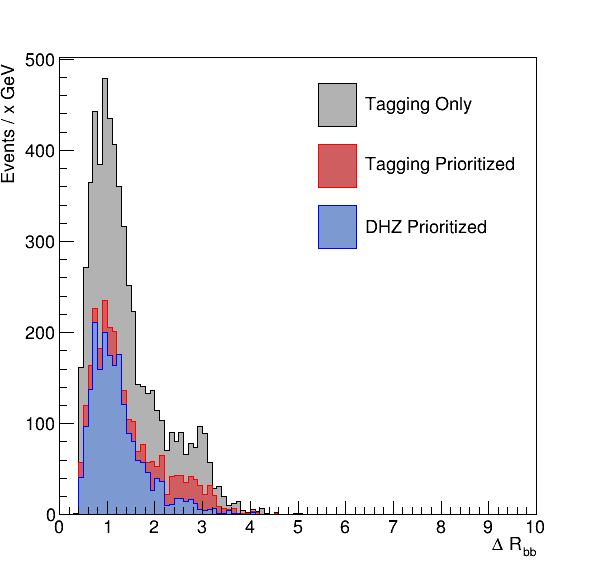 500
400
300
200
100
0
Events / x GeV
Tagging Only
Tagging Prioritized
DHZ Prioritized
0 1 2 3 4 5 6 7 8 9 10
Δ R_bb